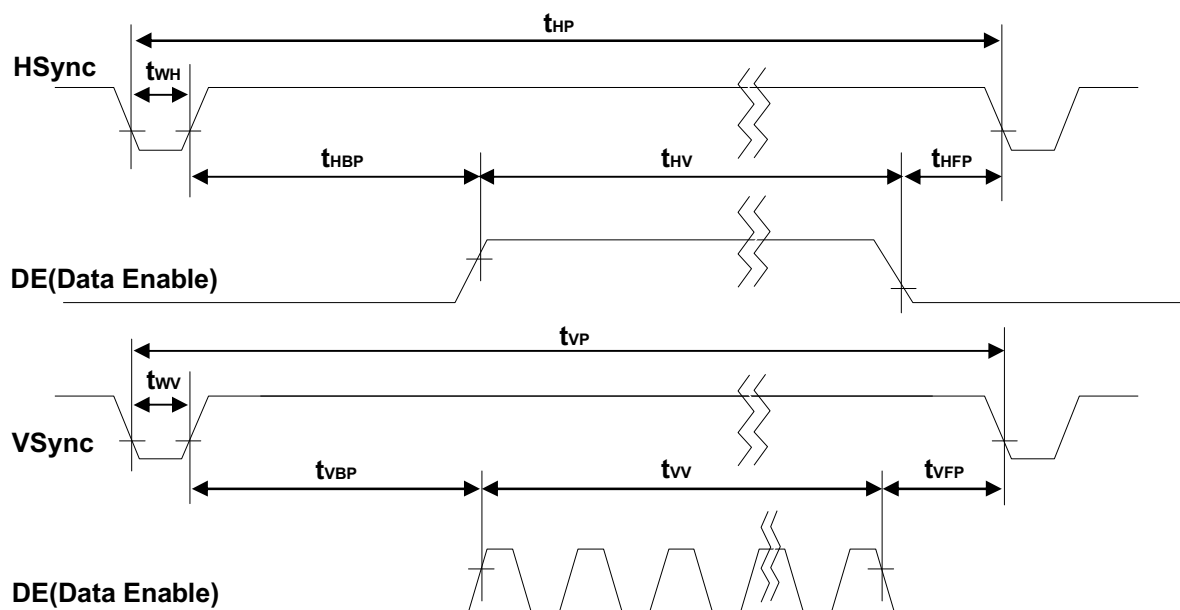 tHP
HSync
tWH
tHBP
tHV
tHFP
DE(Data Enable)
tVP
tWV
VSync
tVBP
tVV
tVFP
DE(Data Enable)